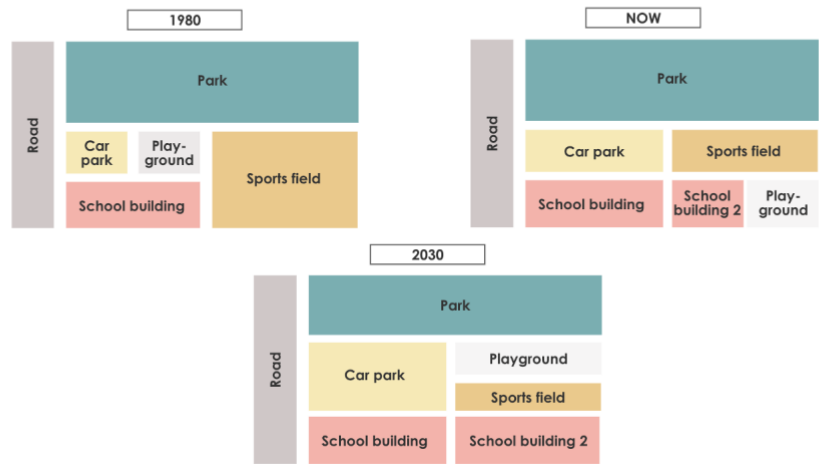 1980
Park
Road
Car
park
Play-
ground
Sports field
School building
NOW
Park
Road
Car park
Sports field
School building
School
building 2
Play-
ground
2030
Park
Road
Car park
Playground
Sports field
School building
School building 2